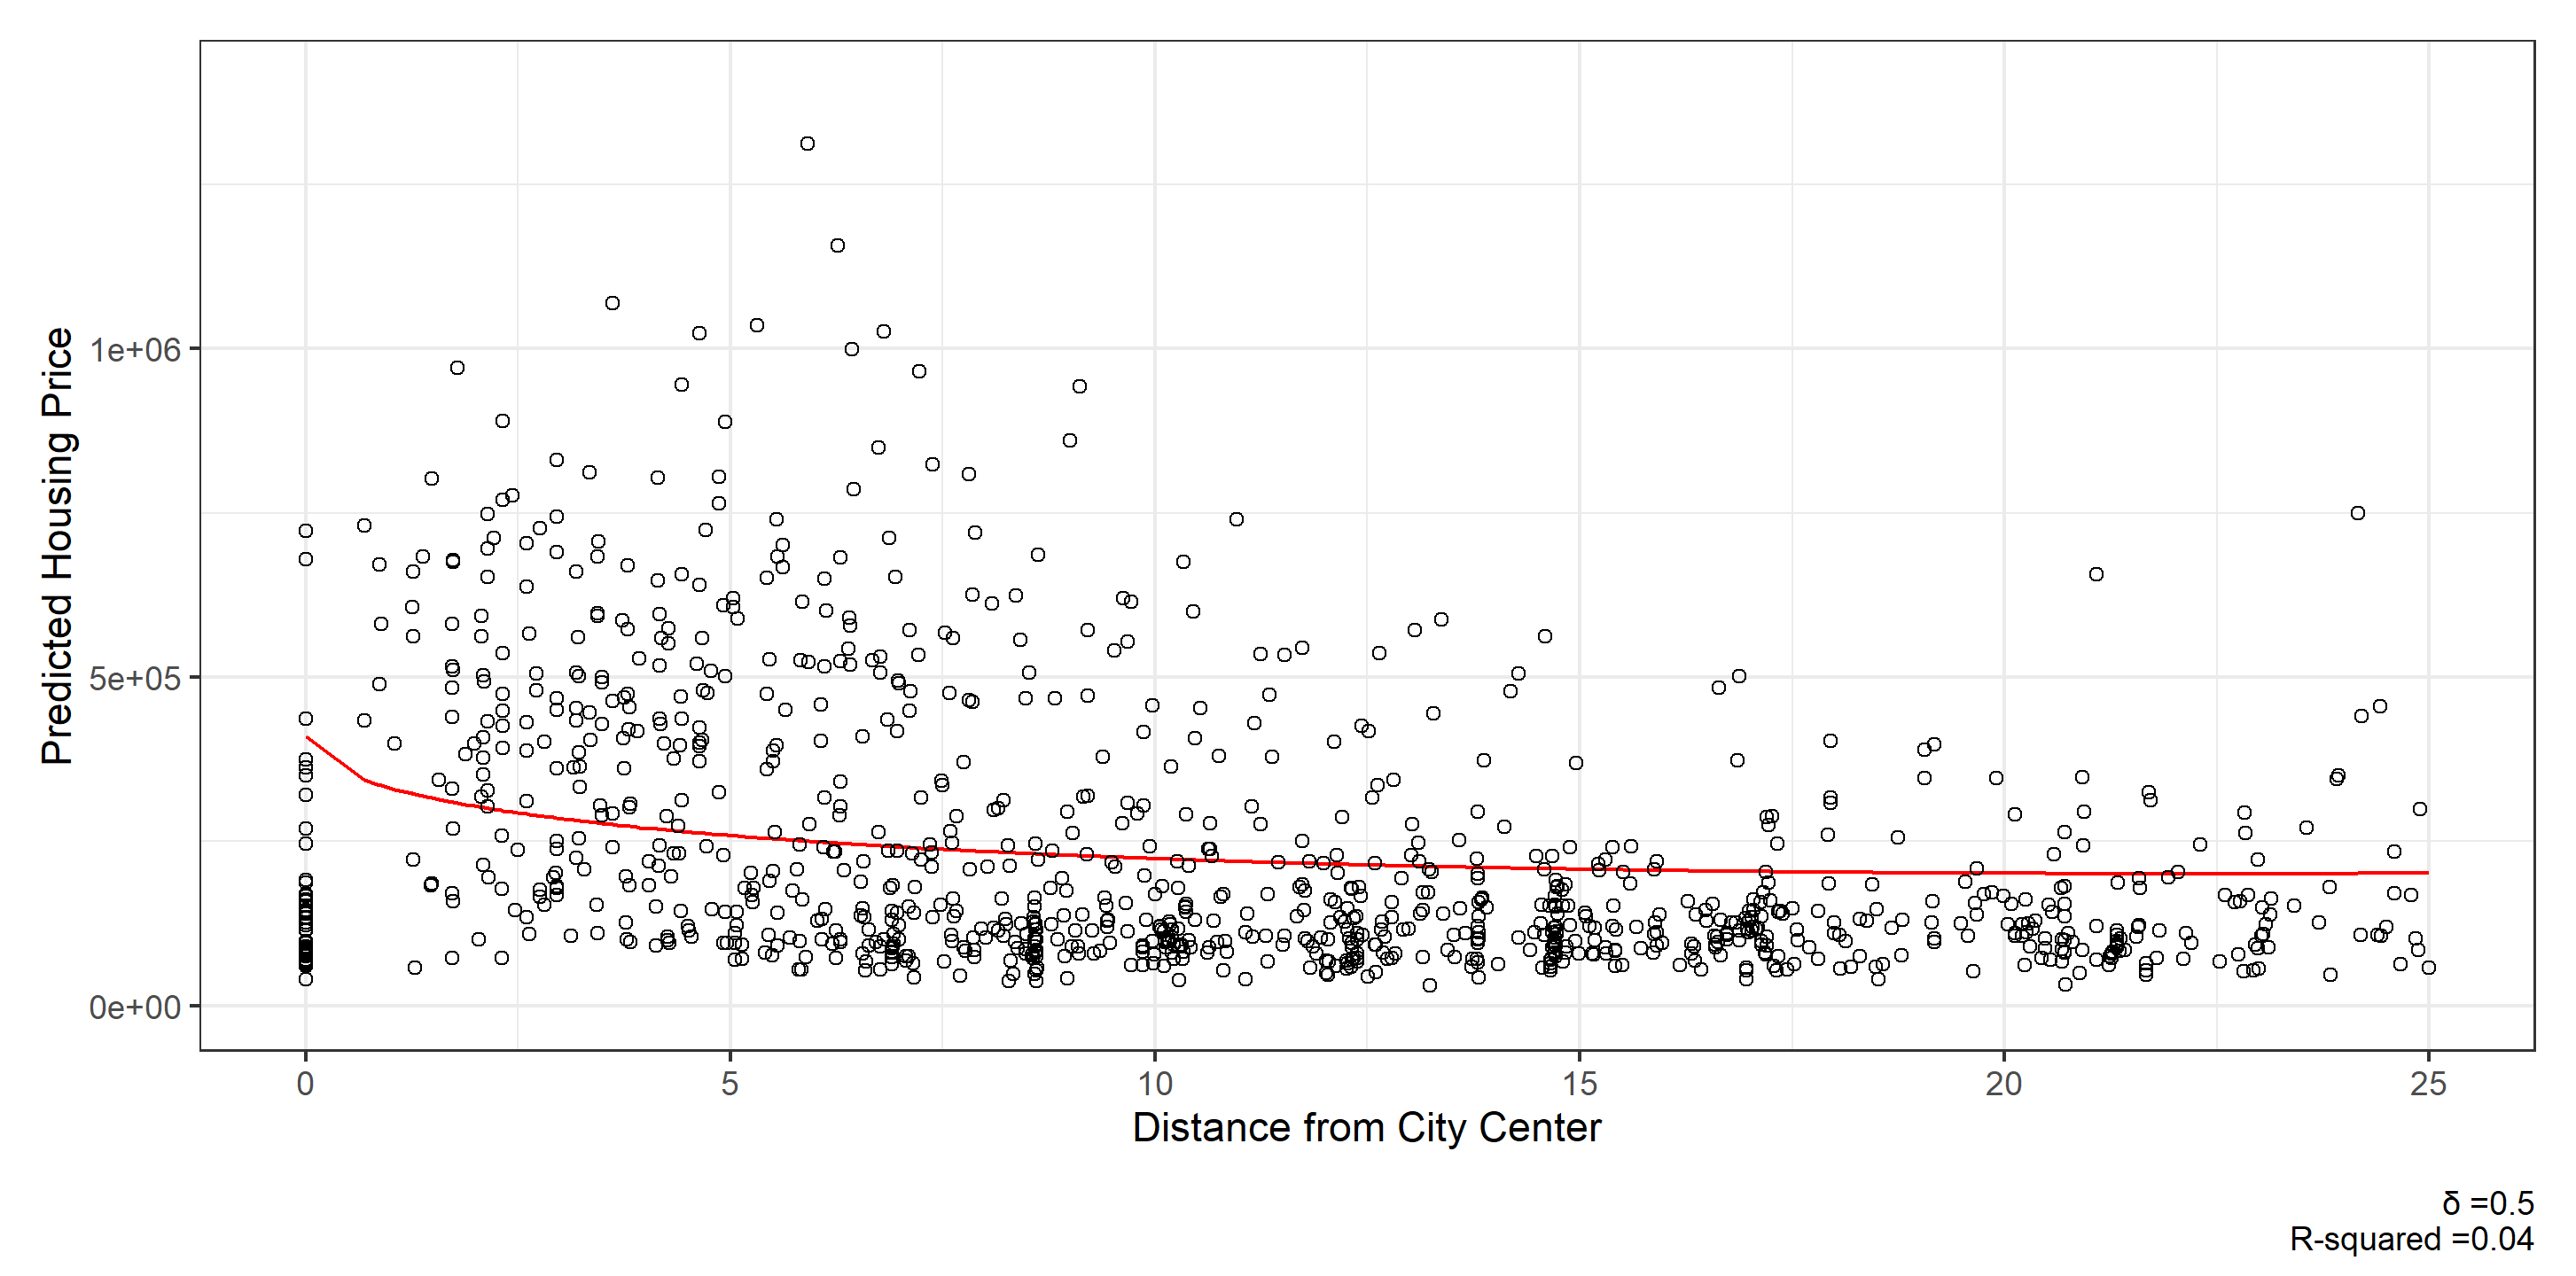 Predicted Housing Price
1e+06
5e+05
0e+00
0 5 10 15 20 25
Distance from City Center
δ =0.5
R-squared =0.04